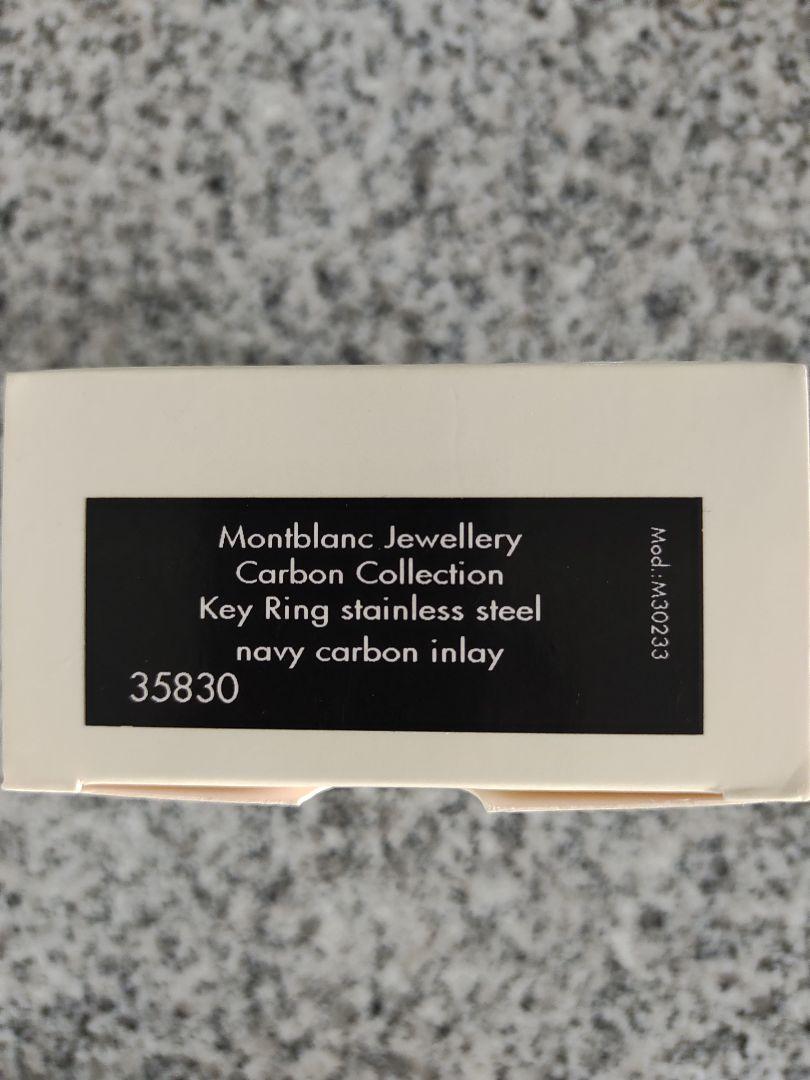 Montblanc Jewellery
Carbon Collection
Key Ring stainless steel
navy carbon inlay
35830
Mod.:M30233